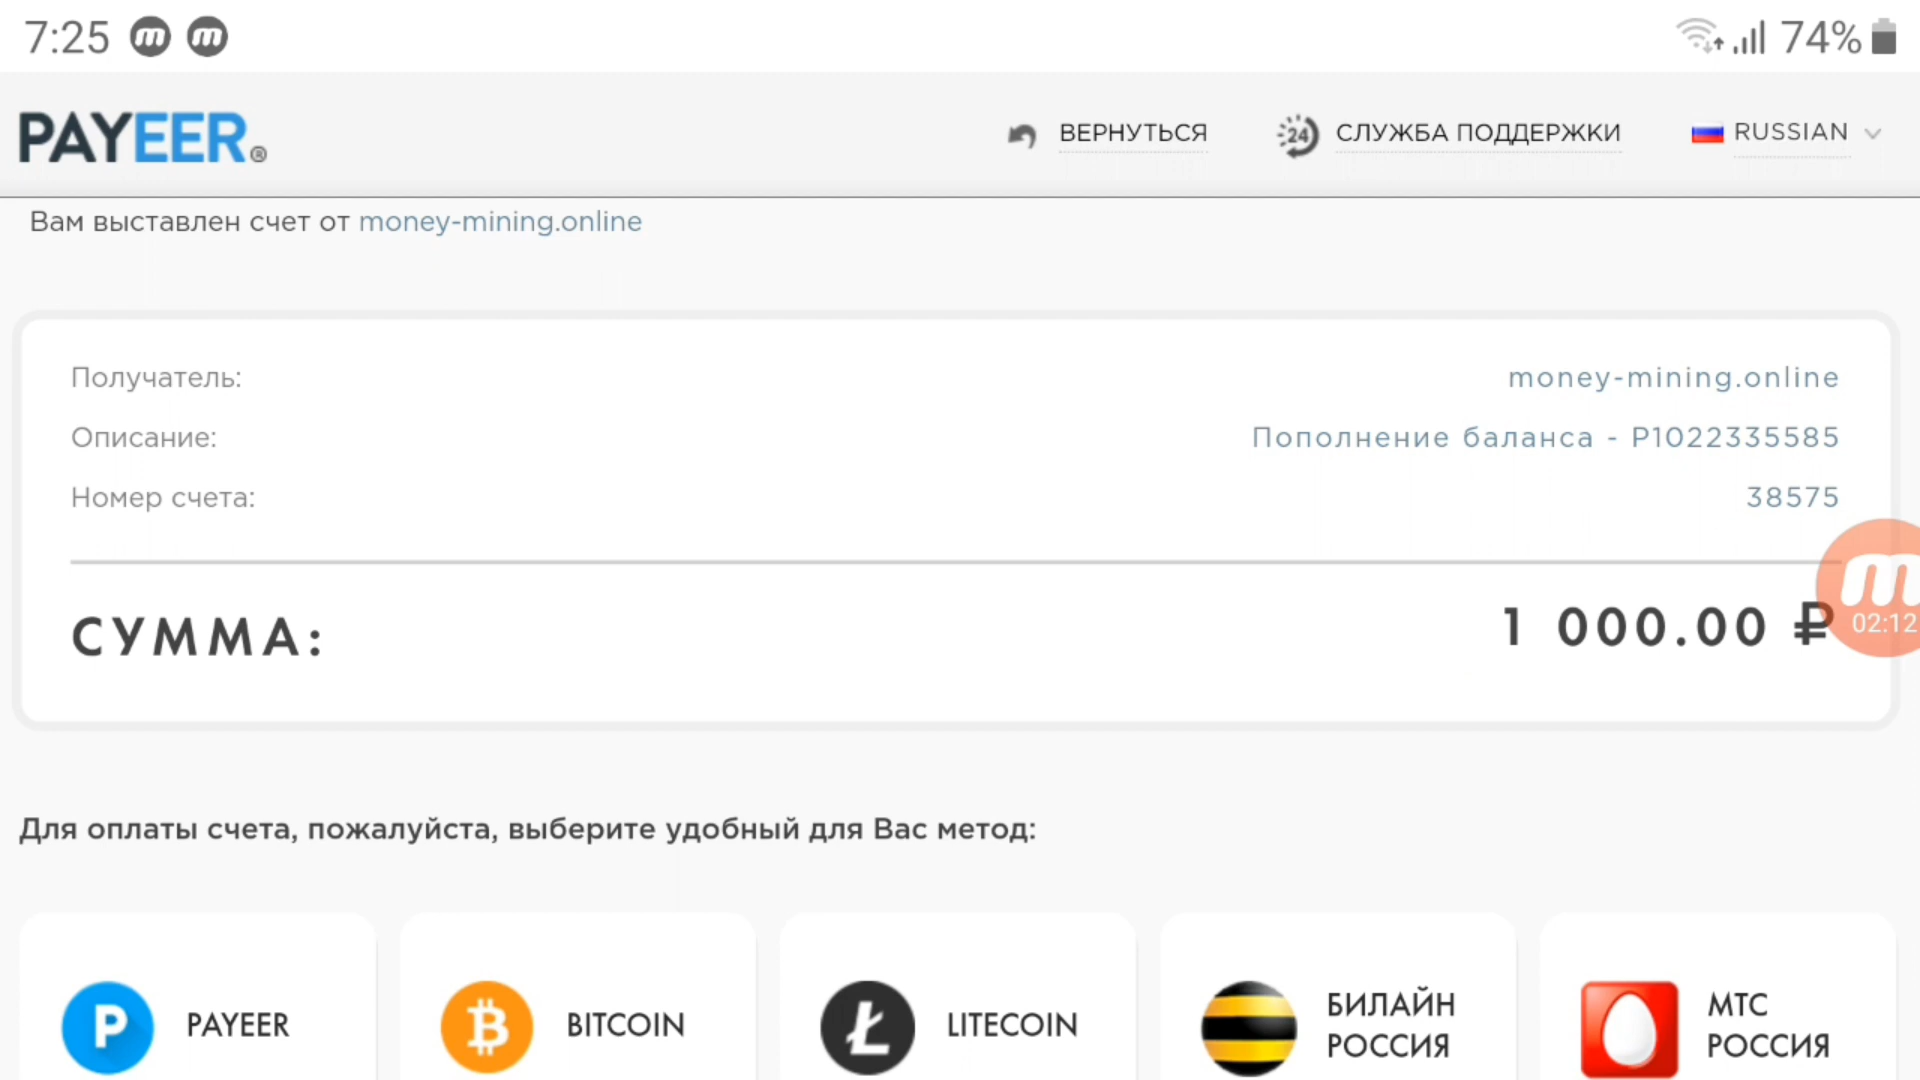 7:25
74%
PAYEER®
ВЕРНУТЬСЯ
24 СЛУЖБА ПОДДЕРЖКИ
RUSSIAN
Вам выставлен счет от money-mining.online
Получатель: money-mining.online
Описание: Пополнение баланса - P1022335585
Номер счета: 38575
СУММА: 1 000.00 ₽
02:12
Для оплаты счета, пожалуйста, выберите удобный для Вас метод:
PAYEER
BITCOIN
LITECOIN
БИЛАЙН
РОССИЯ
МТС
РОССИЯ